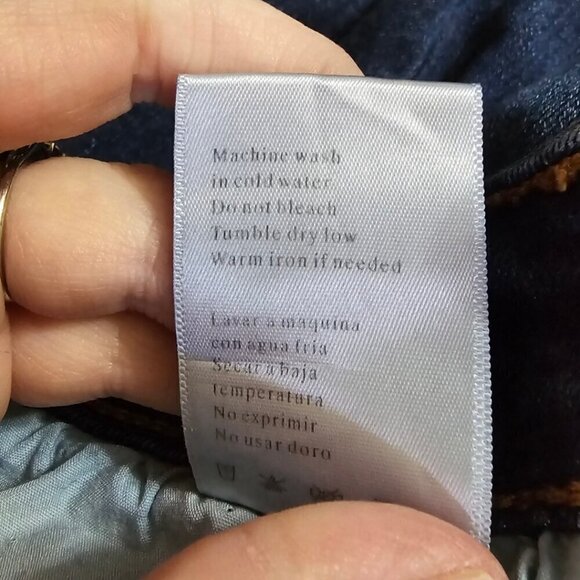 Machine wash
in cold water
Do not bleach
Tumble dry low
Warm iron if needed
Lavar a maquina
con agua fria
Secar a baja
temperatura
No exprimir
No usar doro